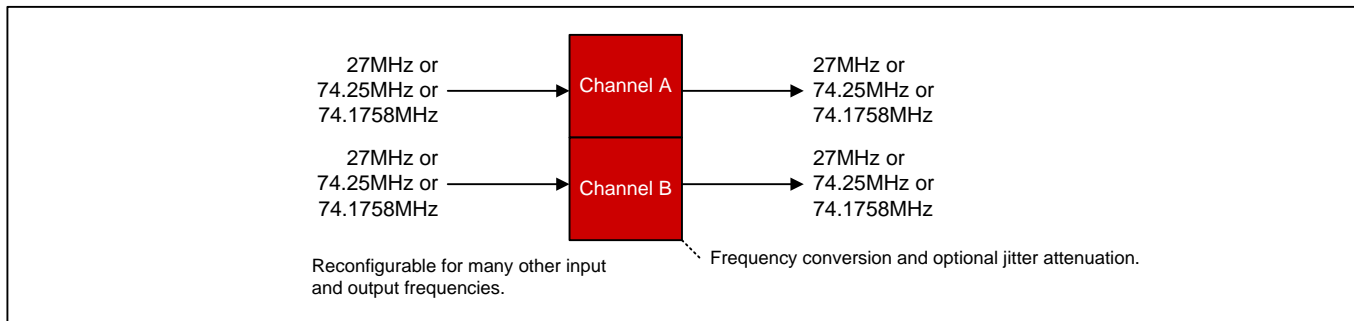 27MHz or
74.25MHz or
74.1758MHz
Channel A
27MHz or
74.25MHz or
74.1758MHz
27MHz or
74.25MHz or
74.1758MHz
Channel B
27MHz or
74.25MHz or
74.1758MHz
Reconfigurable for many other input
and output frequencies.
Frequency conversion and optional jitter attenuation.